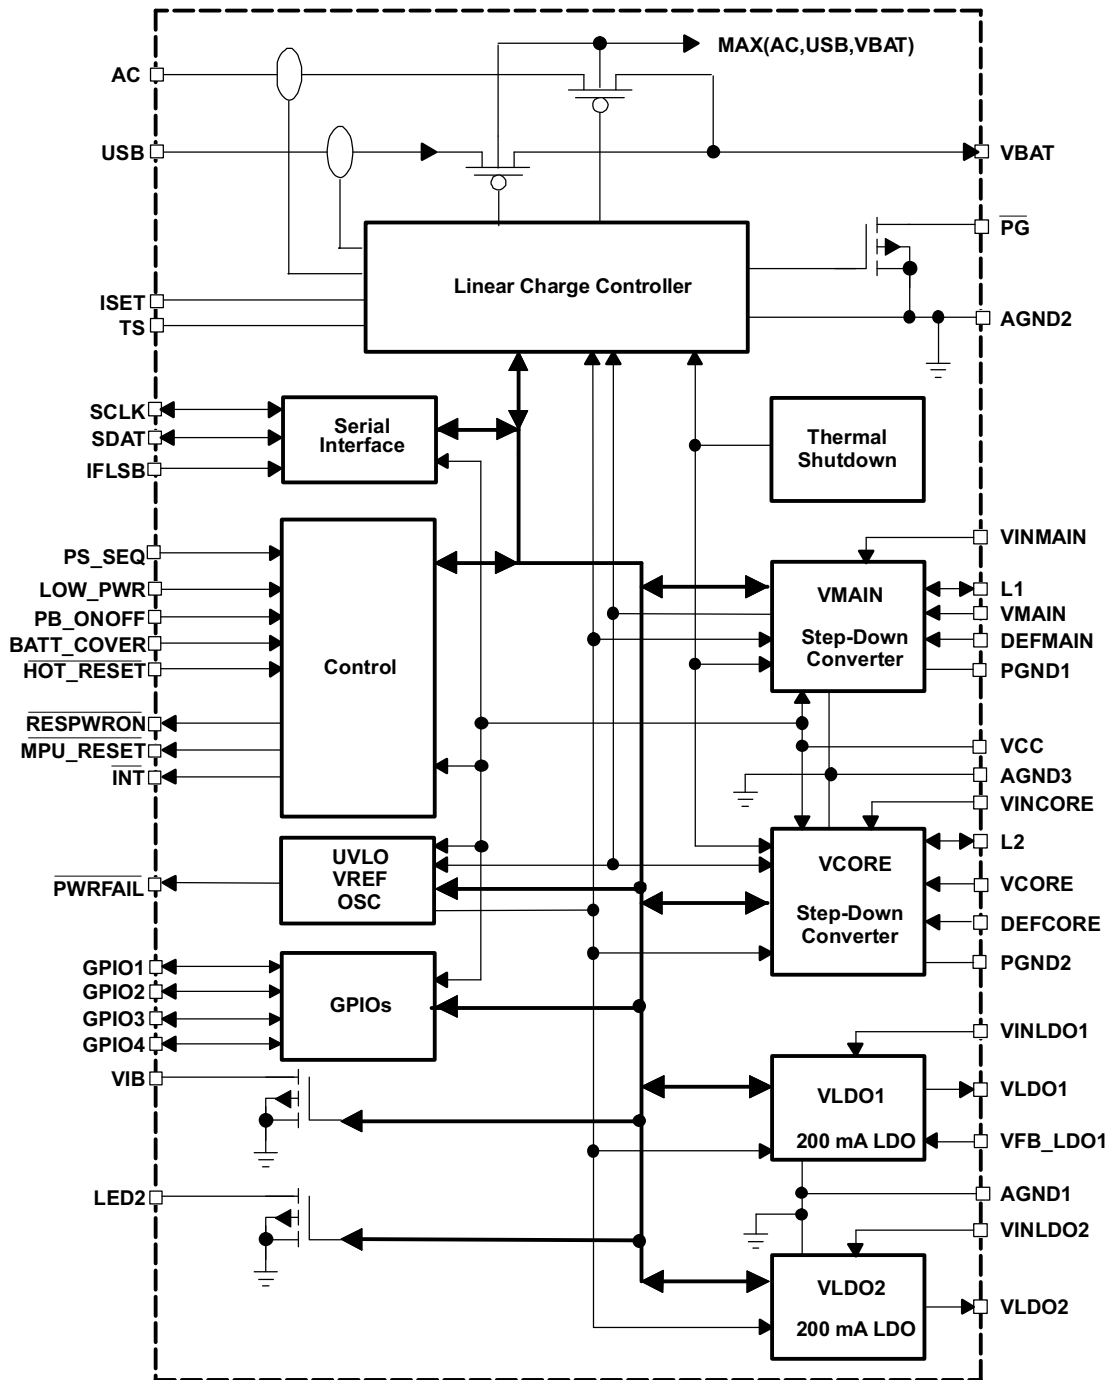 MAX(AC,USB,VBAT)
AC
USB
VBAT
PG
Linear Charge Controller
ISET
TS
AGND2
SCLK
SDAT
IFLSB
Serial
Interface
Thermal
Shutdown
PS_SEQ
LOW_PWR
PB_ONOFF
BATT_COVER
HOT_RESET
RESPWRON
MPU_RESET
INT
Control
VINMAIN
L1
VMAIN
DEFMAIN
PGND1
VMAIN
Step-Down
Converter
VCC
AGND3
VINCORE
L2
VCORE
DEFCORE
PGND2
VCORE
Step-Down
Converter
PWRFAIL
UVLO
VREF
OSC
GPIO1
GPIO2
GPIO3
GPIO4
GPIOs
VIB
LED2
VINLDO1
VLDO1
VFB_LDO1
VLDO1
200 mA LDO
AGND1
VINLDO2
VLDO2
VLDO2
200 mA LDO